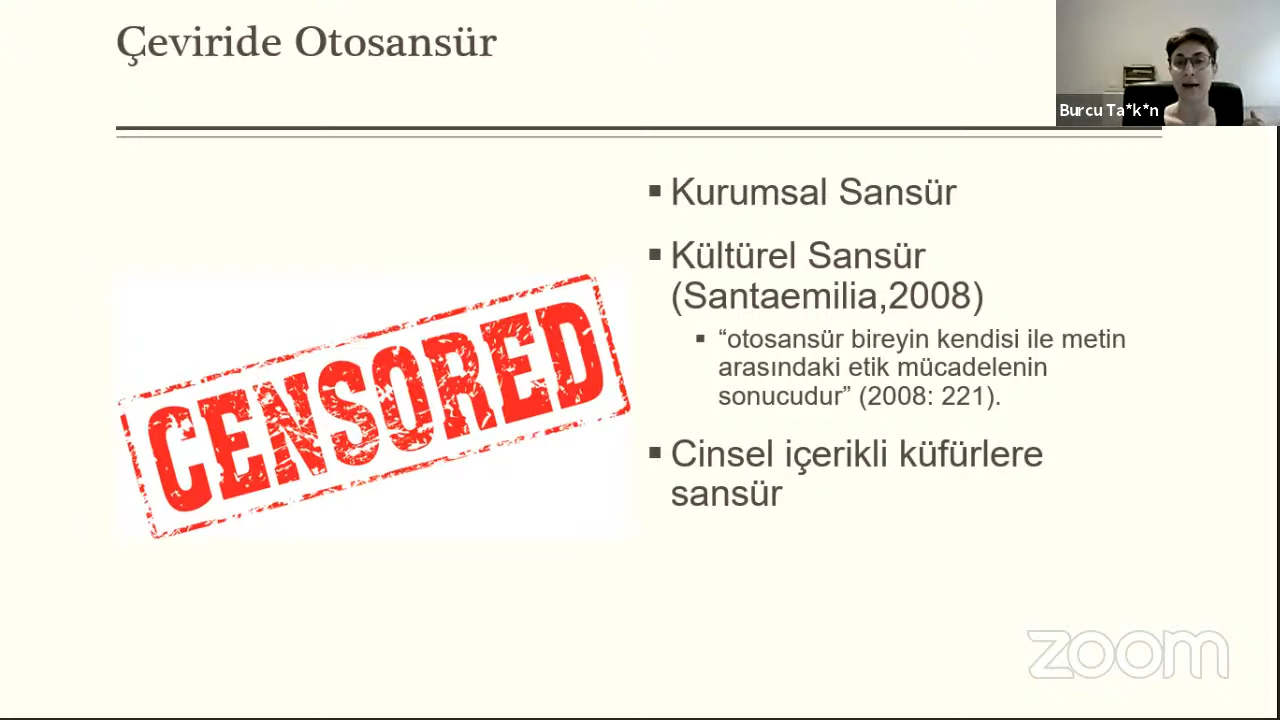 Çeviride Otosansür
Burcu Ta*k*n
▪ Kurumsal Sansür
▪ Kültürel Sansür
(Santaemilia,2008)
▪ “otosansür bireyin kendisi ile metin
arasındaki etik mücadelenin
sonucudur” (2008: 221).
▪ Cinsel içerikli küfürlere
sansür
CENSORED
zoom